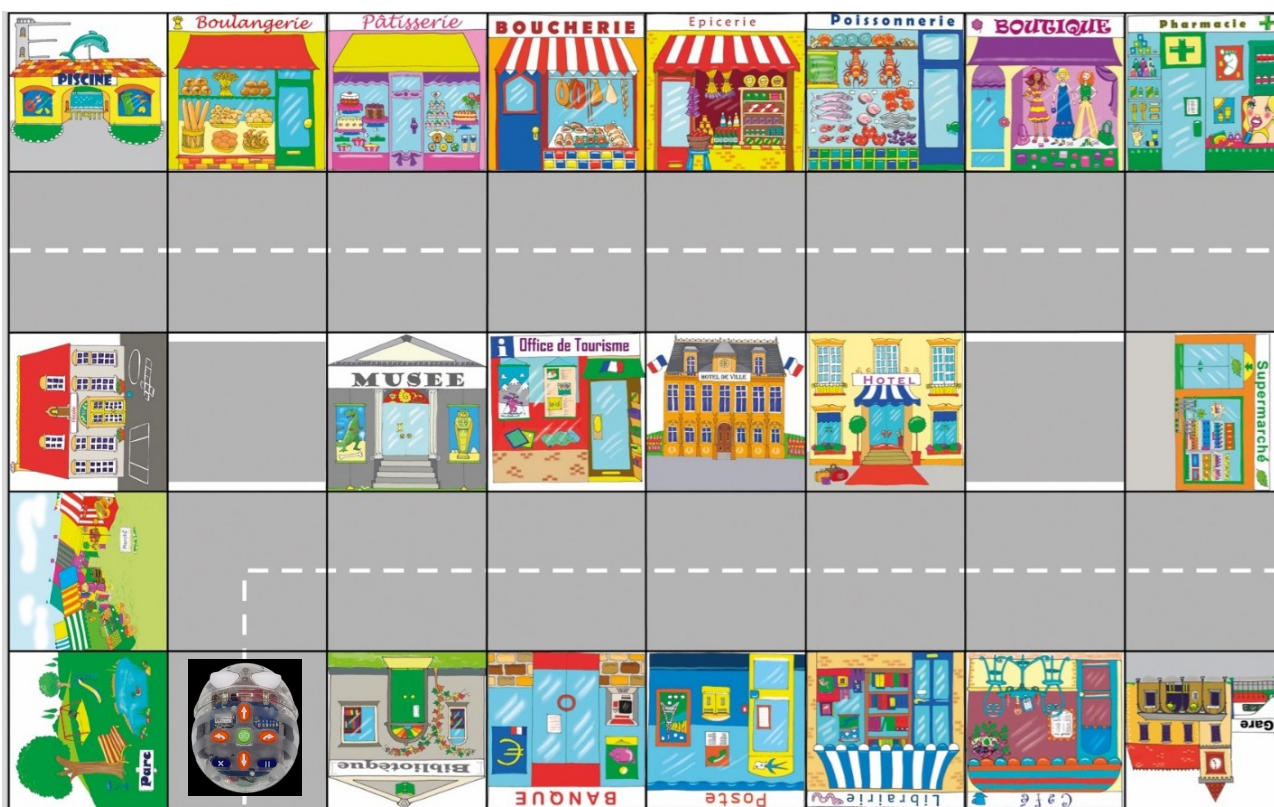 PISCINE
Boulangerie
Pâtisserie
BOUCHERIE
Epicerie
Poissonnerie
BOUTIQUE
Pharmacie
MUSEE
i Office de Tourisme
HOTEL DE VILLE
HOTEL
Supermarché
Parc
Bibliotèque
BANQUE
Poste
Librairie
Café
Gare